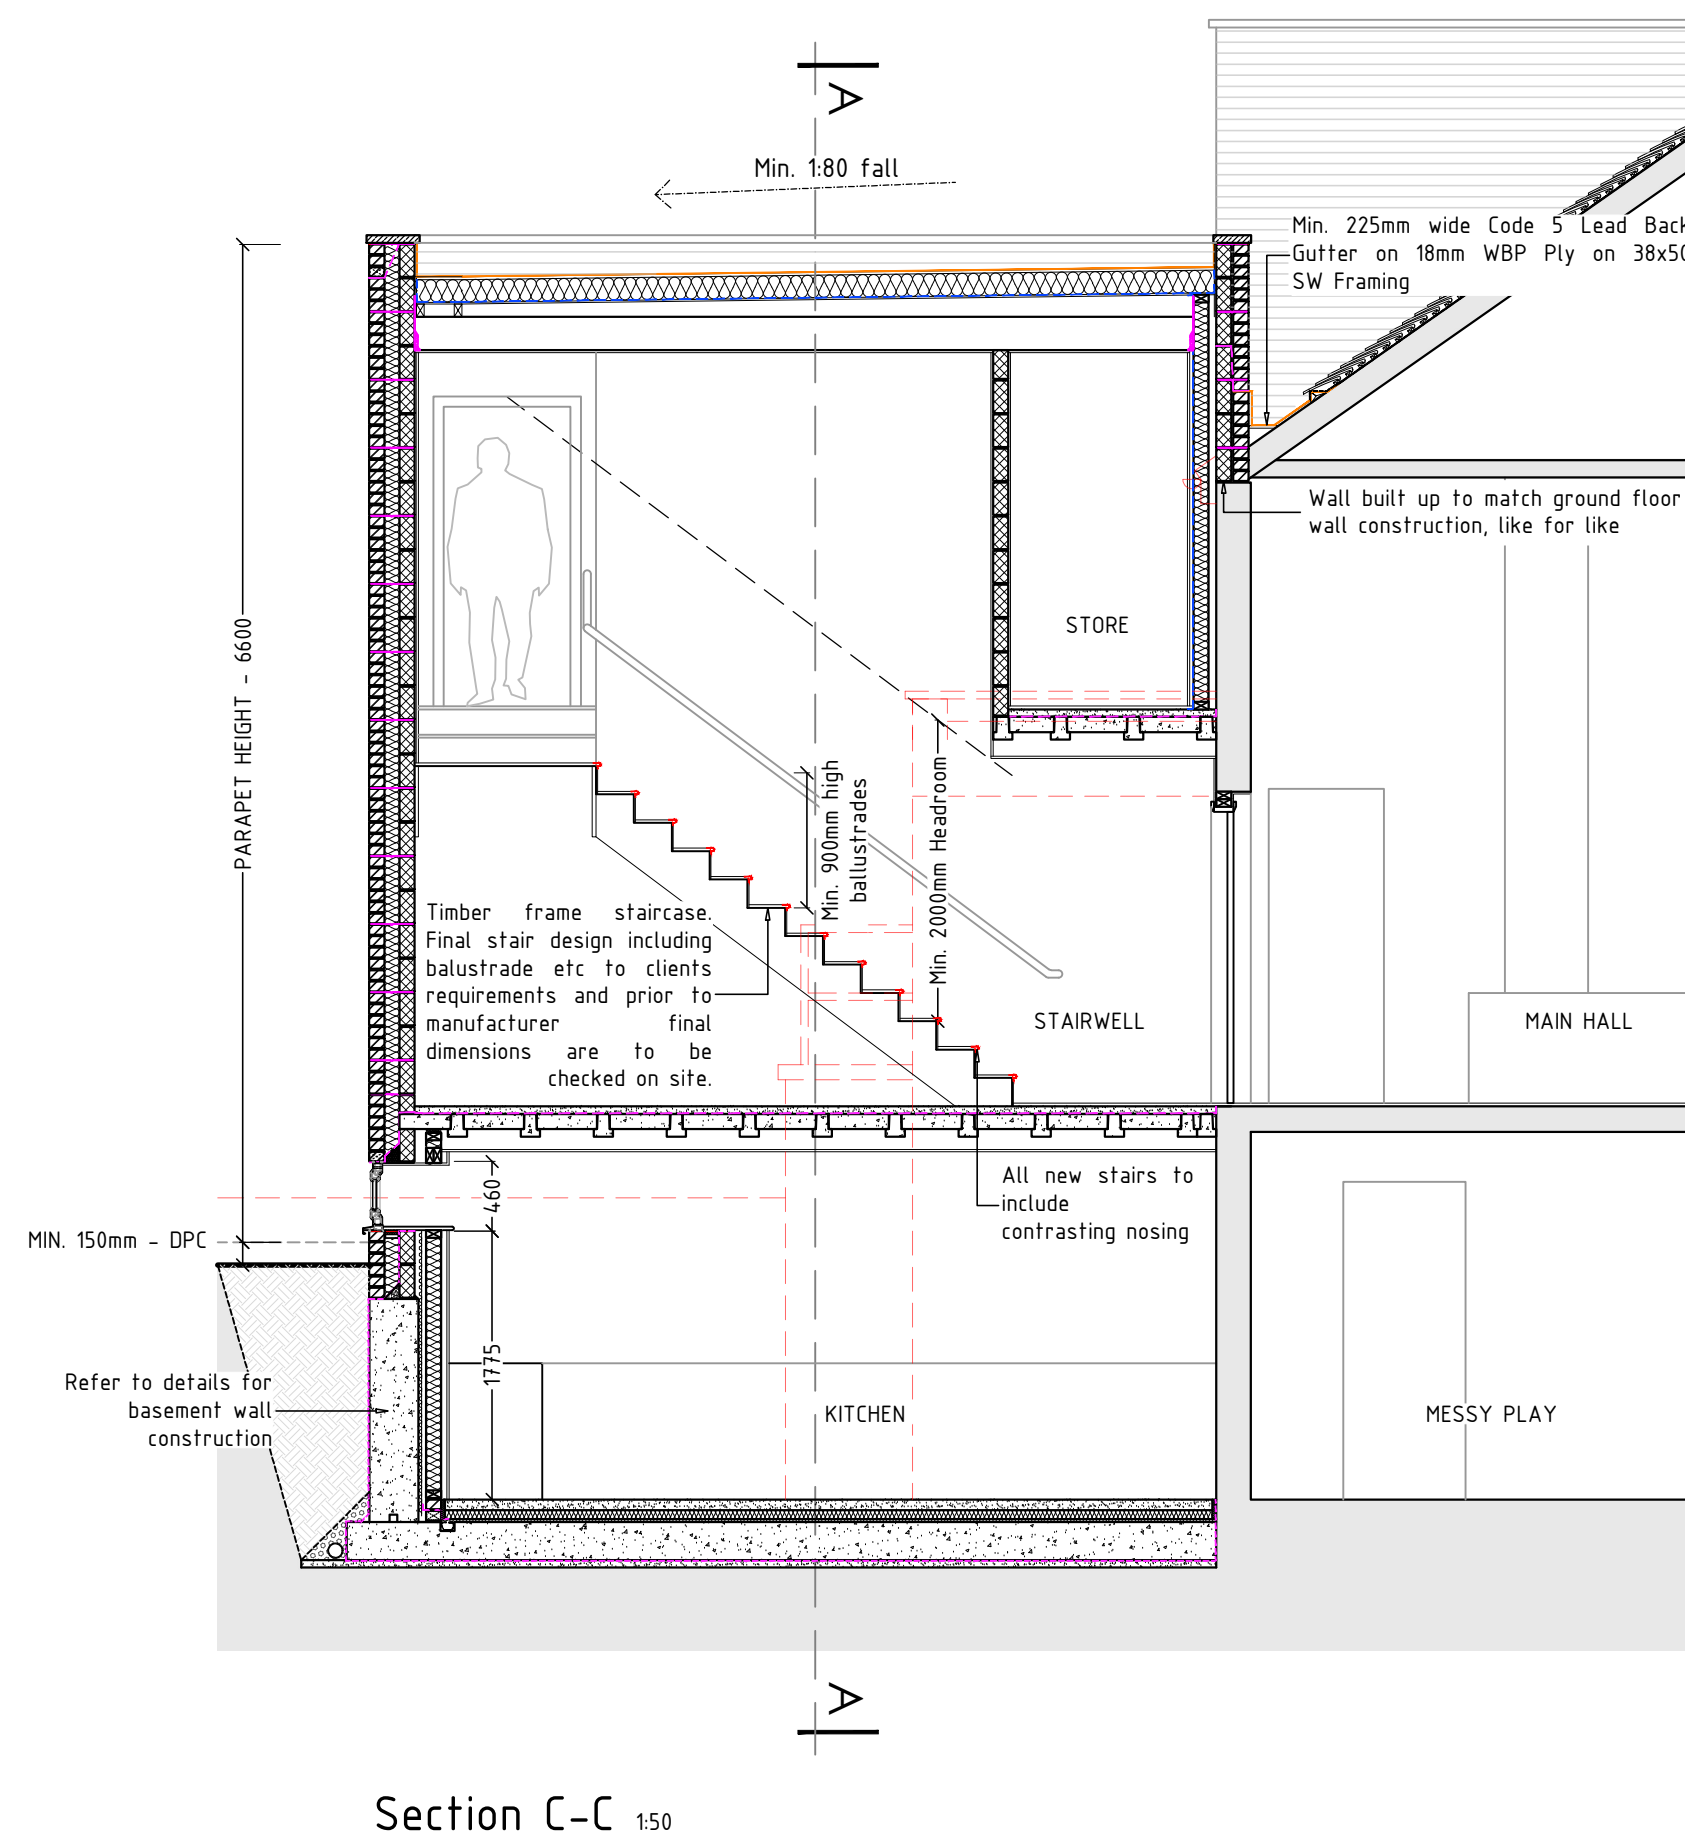 A
Min. 1:80 fall
Min. 225mm wide Code 5 Lead Back
Gutter on 18mm WBP Ply on 38x50
SW Framing
Wall built up to match ground floor
wall construction, like for like
STORE
PARAPET HEIGHT - 6600
Min. 900mm high
ballustrades
Min. 2000mm Headroom
Timber frame staircase.
Final stair design including
balustrade etc to clients
requirements and prior to
manufacturer final
dimensions are to be
checked on site.
STAIRWELL
MAIN HALL
All new stairs to
include
contrasting nosing
460
MIN. 150mm - DPC
1775
Refer to details for
basement wall
construction
KITCHEN
MESSY PLAY
A
Section C-C 1:50